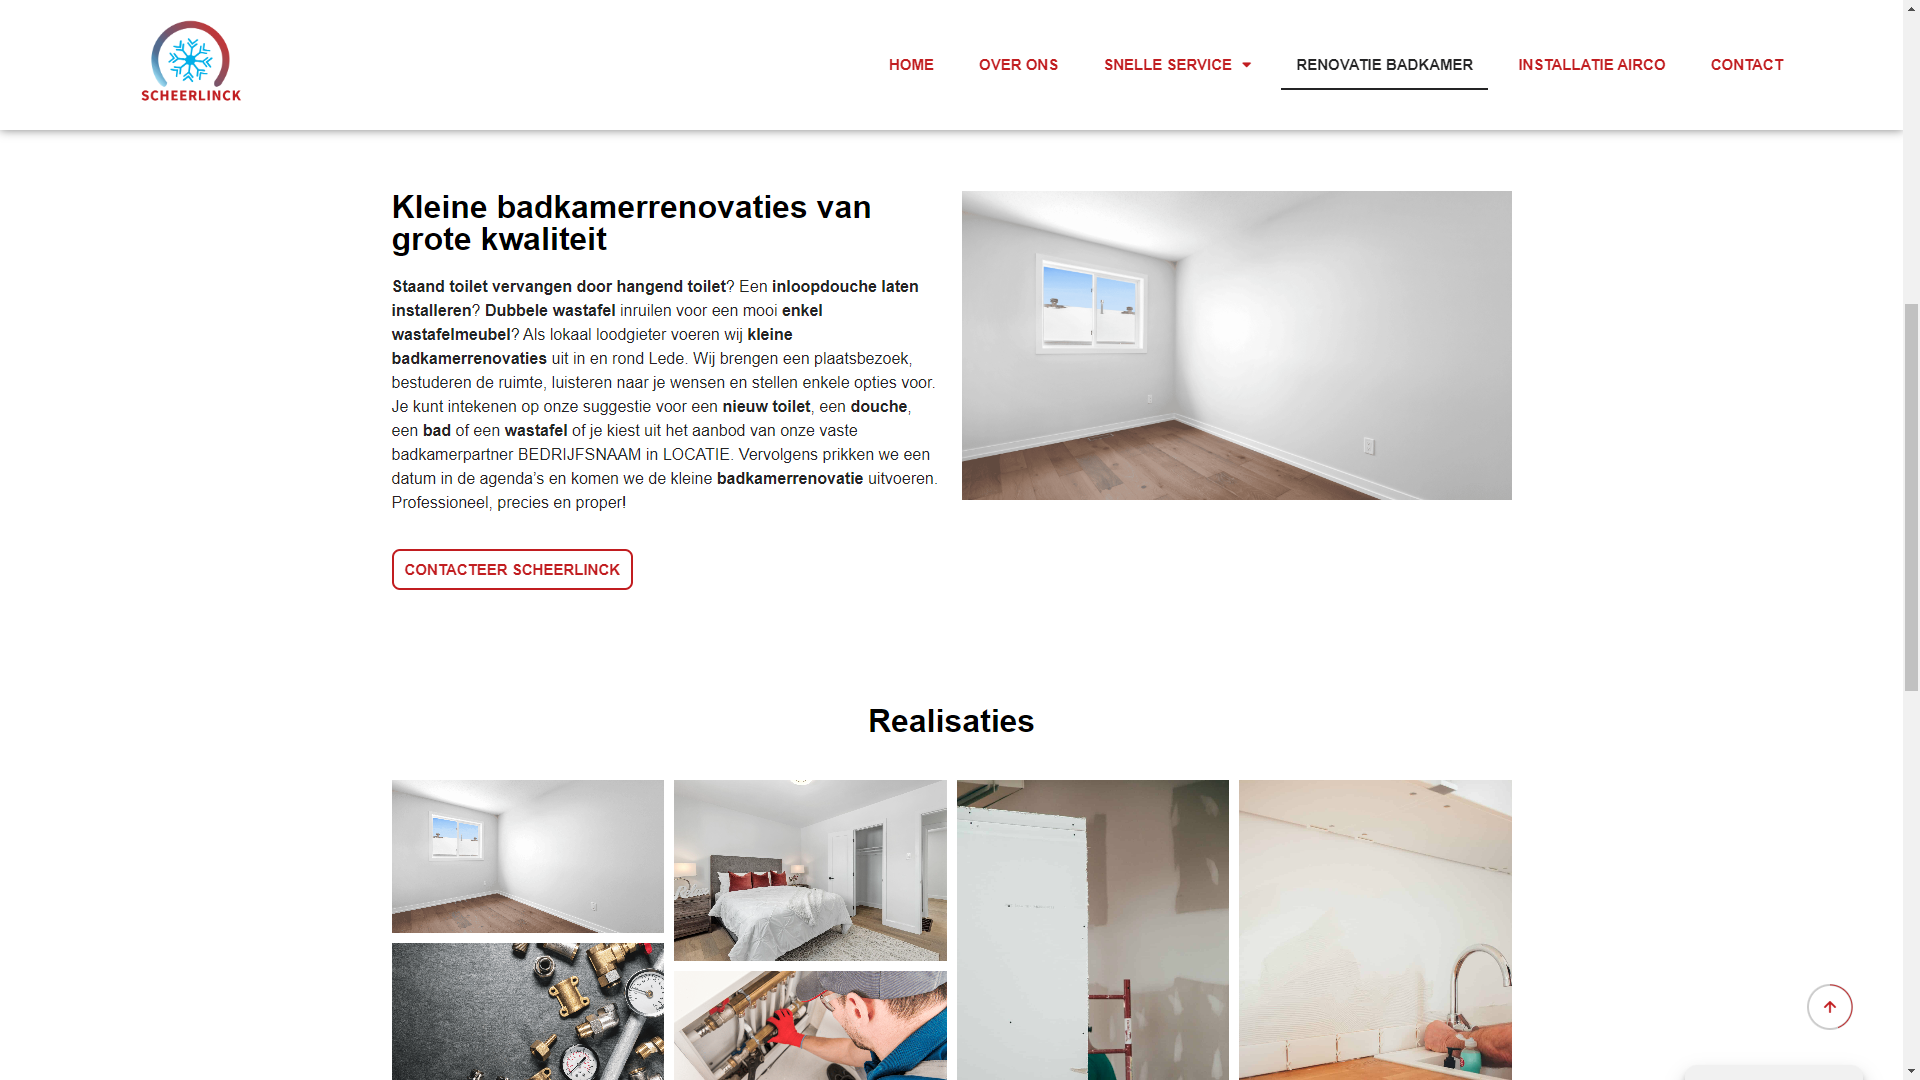 SCHEERLINCK
HOME
OVER ONS
SNELLE SERVICE
RENOVATIE BADKAMER
INSTALLATIE AIRCO
CONTACT
Kleine badkamerrenovaties van
grote kwaliteit
Staand toilet vervangen door hangend toilet? Een inloopdouche laten
installeren? Dubbele wastafel inruilen voor een mooi enkel
wastafelmeubel? Als lokaal loodgieter voeren wij kleine
badkamerrenovaties uit in en rond Lede. Wij brengen een plaatsbezoek,
bestuderen de ruimte, luisteren naar je wensen en stellen enkele opties voor.
Je kunt intekenen op onze suggestie voor een nieuw toilet, een douche,
een bad of een wastafel of je kiest uit het aanbod van onze vaste
badkamerpartner BEDRIJFSNAAM in LOCATIE. Vervolgens prikken we een
datum in de agenda’s en komen we de kleine badkamerrenovatie uitvoeren.
Professioneel, precies en proper!
CONTACTEER SCHEERLINCK
Realisaties